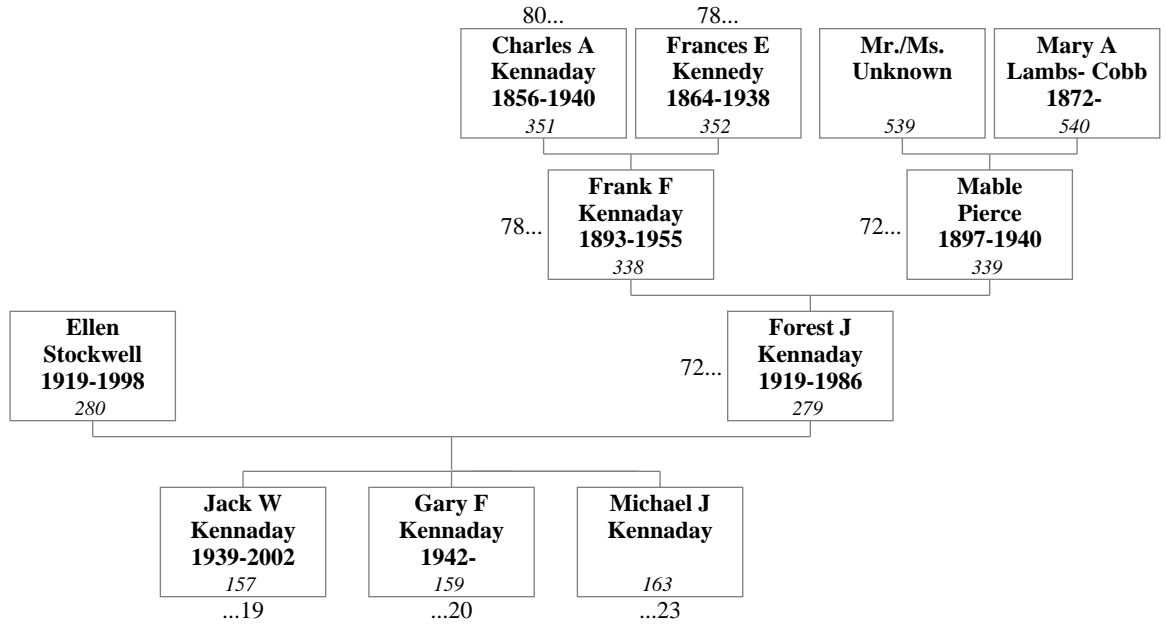 80...
78...
Charles A
Kennaday
1856-1940
351
Frances E
Kennedy
1864-1938
352
Mr./Ms.
Unknown
539
Mary A
Lambs- Cobb
1872-
540
78...
Frank F
Kennaday
1893-1955
338
72...
Mable
Pierce
1897-1940
339
Ellen
Stockwell
1919-1998
280
72...
Forest J
Kennaday
1919-1986
279
Jack W
Kennaday
1939-2002
157
...19
Gary F
Kennaday
1942-
159
...20
Michael J
Kennaday
163
...23